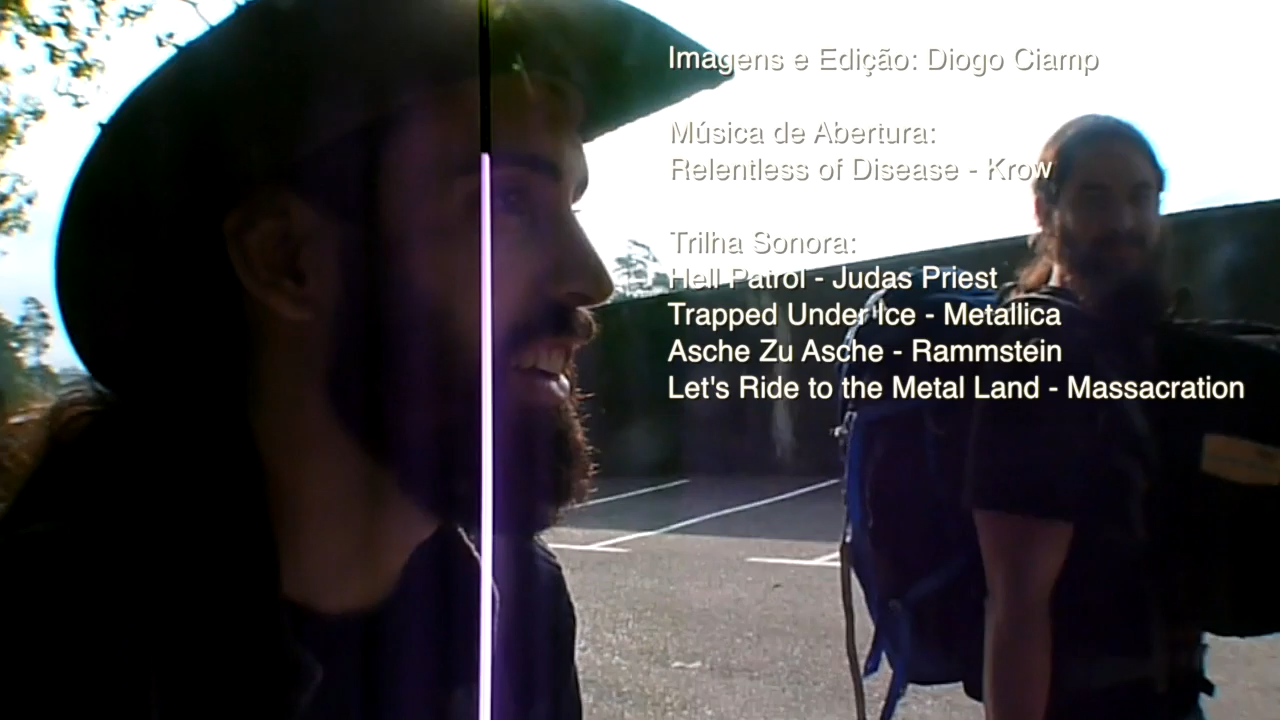 Imagens e Edição: Diogo Ciamp
Música de Abertura:
Relentless of Disease - Krow
Trilha Sonora:
Hell Patrol - Judas Priest
Trapped Under Ice - Metallica
Asche Zu Asche - Rammstein
Let's Ride to the Metal Land - Massacration